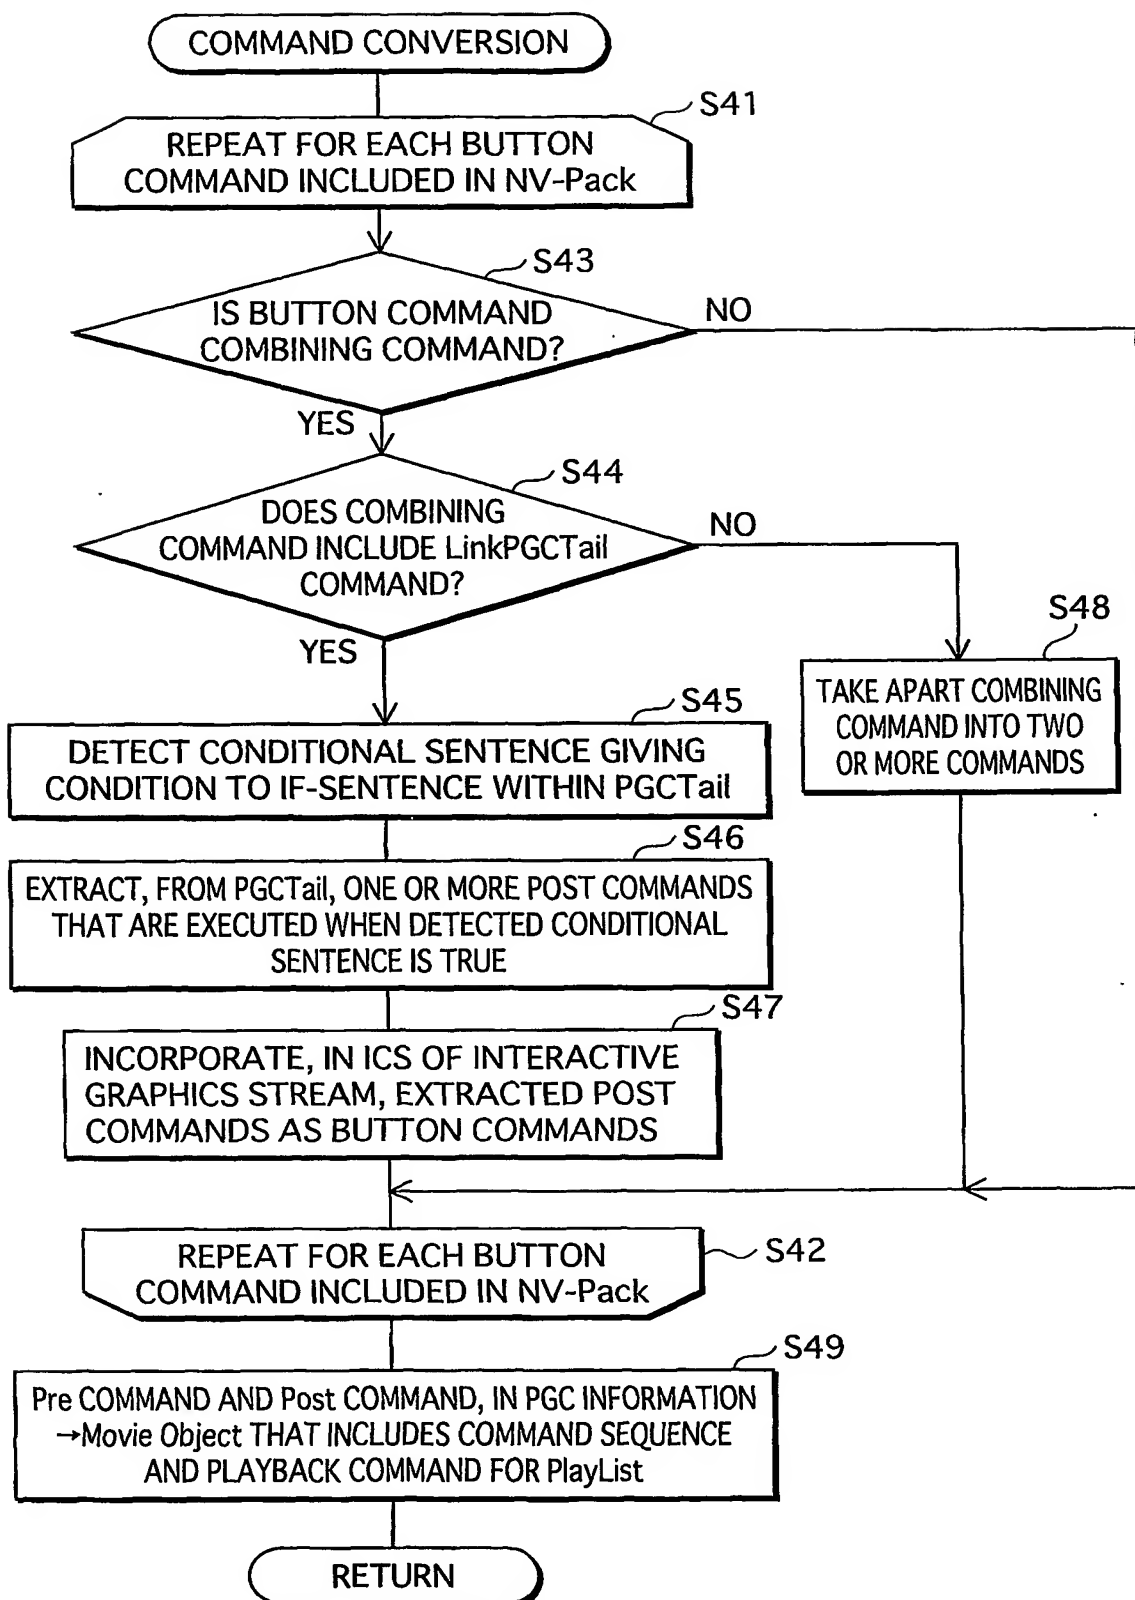 COMMAND CONVERSION
S41
REPEAT FOR EACH BUTTON
COMMAND INCLUDED IN NV-Pack
S43
IS BUTTON COMMAND
COMBINING COMMAND?
NO
YES
S44
DOES COMBINING
COMMAND INCLUDE LinkPGCTail
COMMAND?
NO
YES
S48
TAKE APART COMBINING
COMMAND INTO TWO
OR MORE COMMANDS
S45
DETECT CONDITIONAL SENTENCE GIVING
CONDITION TO IF-SENTENCE WITHIN PGCTail
S46
EXTRACT, FROM PGCTail, ONE OR MORE POST COMMANDS
THAT ARE EXECUTED WHEN DETECTED CONDITIONAL
SENTENCE IS TRUE
S47
INCORPORATE, IN ICS OF INTERACTIVE
GRAPHICS STREAM, EXTRACTED POST
COMMANDS AS BUTTON COMMANDS
S42
REPEAT FOR EACH BUTTON
COMMAND INCLUDED IN NV-Pack
S49
Pre COMMAND AND Post COMMAND, IN PGC INFORMATION
→Movie Object THAT INCLUDES COMMAND SEQUENCE
AND PLAYBACK COMMAND FOR PlayList
RETURN